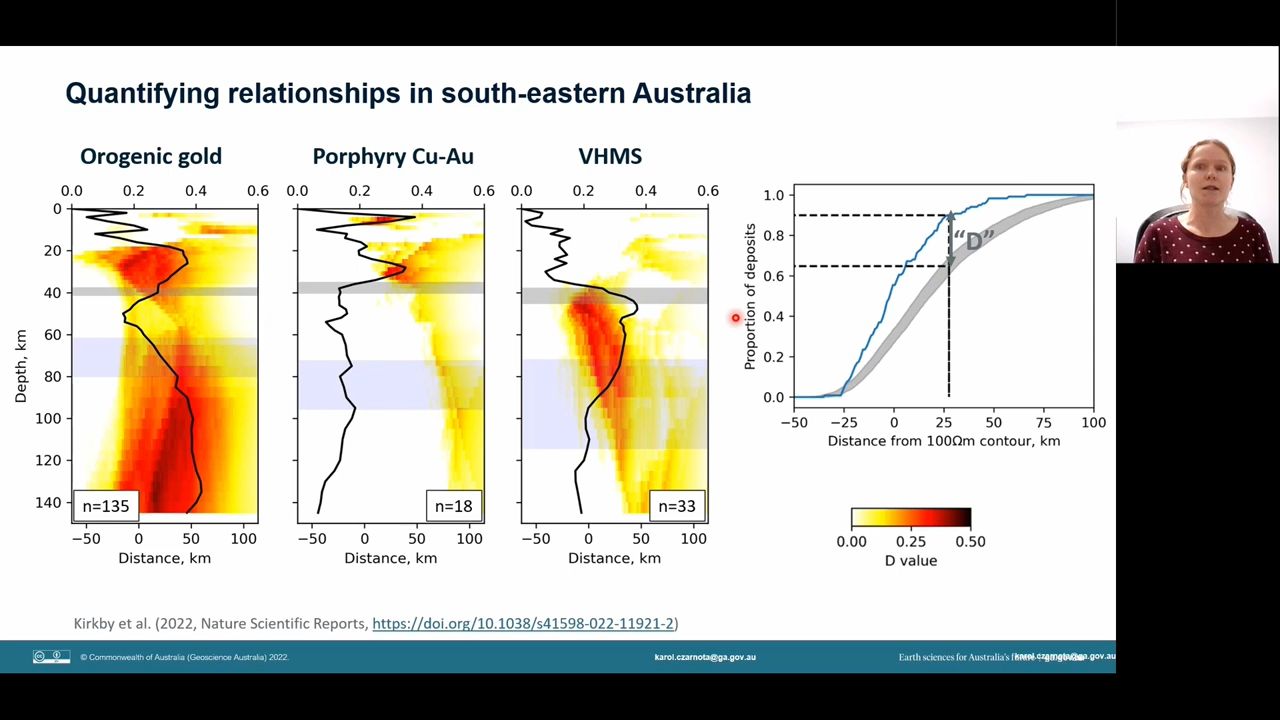 Quantifying relationships in south-eastern Australia
Orogenic gold
Porphyry Cu-Au
VHMS
0.0 0.2 0.4 0.6
0.0 0.2 0.4 0.6
0.0 0.2 0.4 0.6
Depth, km
0
20
40
60
80
100
120
140
n=135
n=18
n=33
−50 0 50 100
−50 0 50 100
−50 0 50 100
Distance, km
Distance, km
Distance, km
Proportion of deposits
1.0
0.8
0.6
0.4
0.2
0.0
“D”
−50 −25 0 25 50 75 100
Distance from 100Ωm contour, km
0.00 0.25 0.50
D value
Kirkby et al. (2022, Nature Scientific Reports, https://doi.org/10.1038/s41598-022-11921-2)
© Commonwealth of Australia (Geoscience Australia) 2022.
karol.czarnota@ga.gov.au
Earth sciences for Australia's
karol.czarnota@ga.gov.au